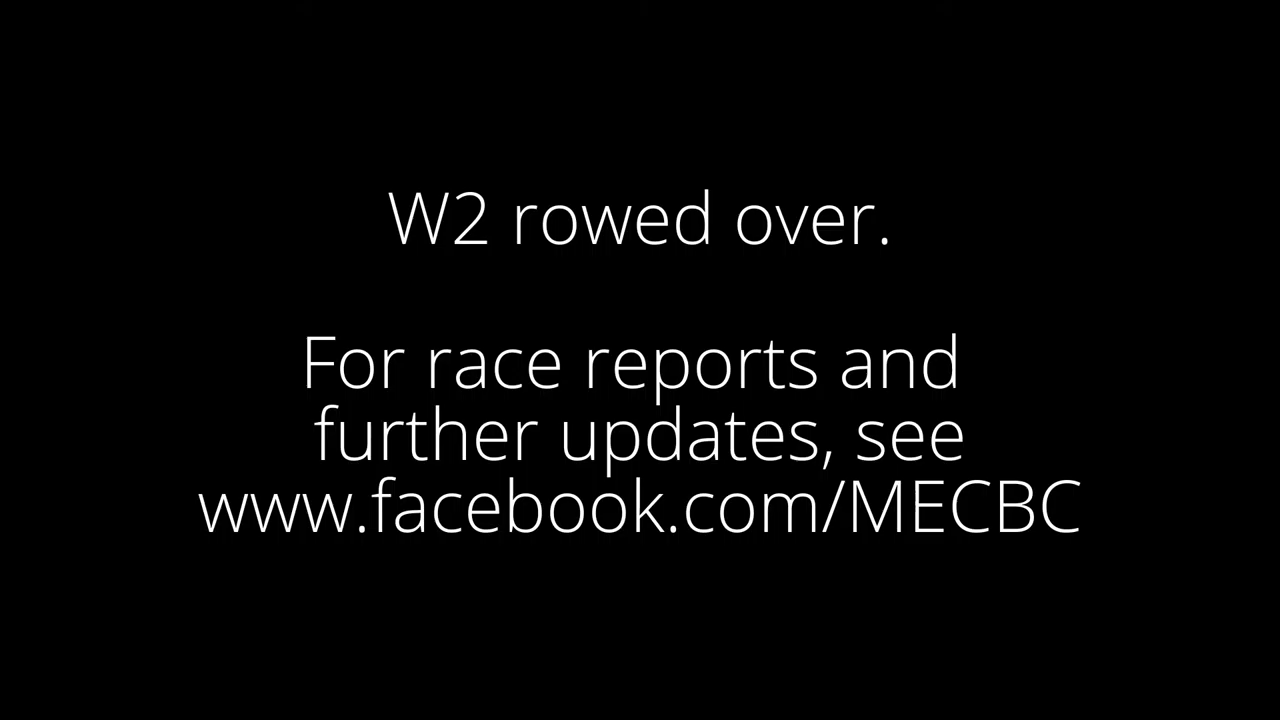 W2 rowed over.
For race reports and
further updates, see
www.facebook.com/MECBC